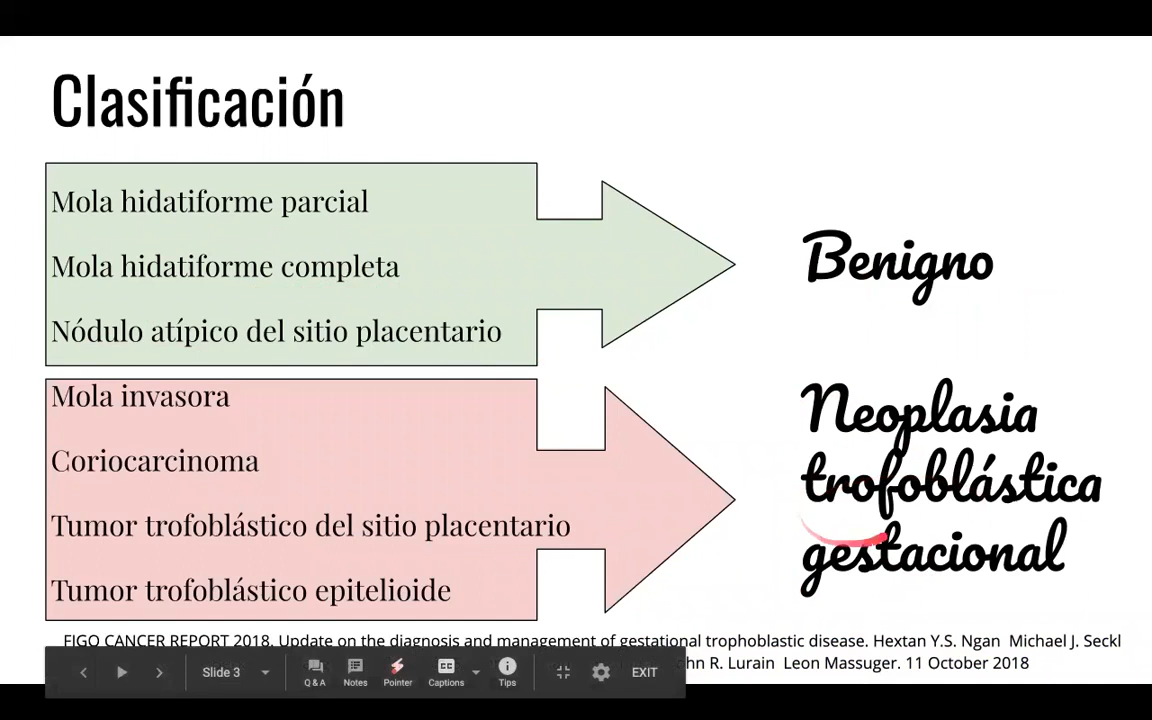 Clasificación
Mola hidatiforme parcial
Mola hidatiforme completa
Nódulo atípico del sitio placentario
Benigno
Mola invasora
Coriocarcinoma
Tumor trofoblástico del sitio placentario
Tumor trofoblástico epitelioide
Neoplasia
trofoblástica
gestacional
FIGO CANCER REPORT 2018. Update on the diagnosis and management of gestational trophoblastic disease. Hextan Y.S. Ngan Michael J. Seckl
R. Lurain Leon Massuger. 11 October 2018
Slide 3
Q & A
Notes
Pointer
CC
Captions
Tips
EXIT